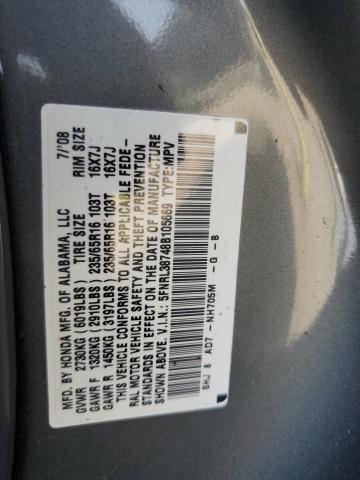 MFD. BY HONDA MFG. OF ALABAMA, LLC 7/'08
GVWR 2730KG (6019LBS) TIRE SIZE RIM SIZE
GAWR F 1320KG (2910LBS) 235/65R16 103T 16X7J
GAWR R 1450KG (3197LBS) 235/65R16 103T 16X7J
THIS VEHICLE CONFORMS TO ALL APPLICABLE FEDE-
RAL MOTOR VEHICLE SAFETY AND THEFT PREVENTION
STANDARDS IN EFFECT ON THE DATE OF MANUFACTURE
SHOWN ABOVE. V.I.N.: 5FNRL38748B105669 TYPE:MPV
SHJ 8 AD7 -NH705M -G -B